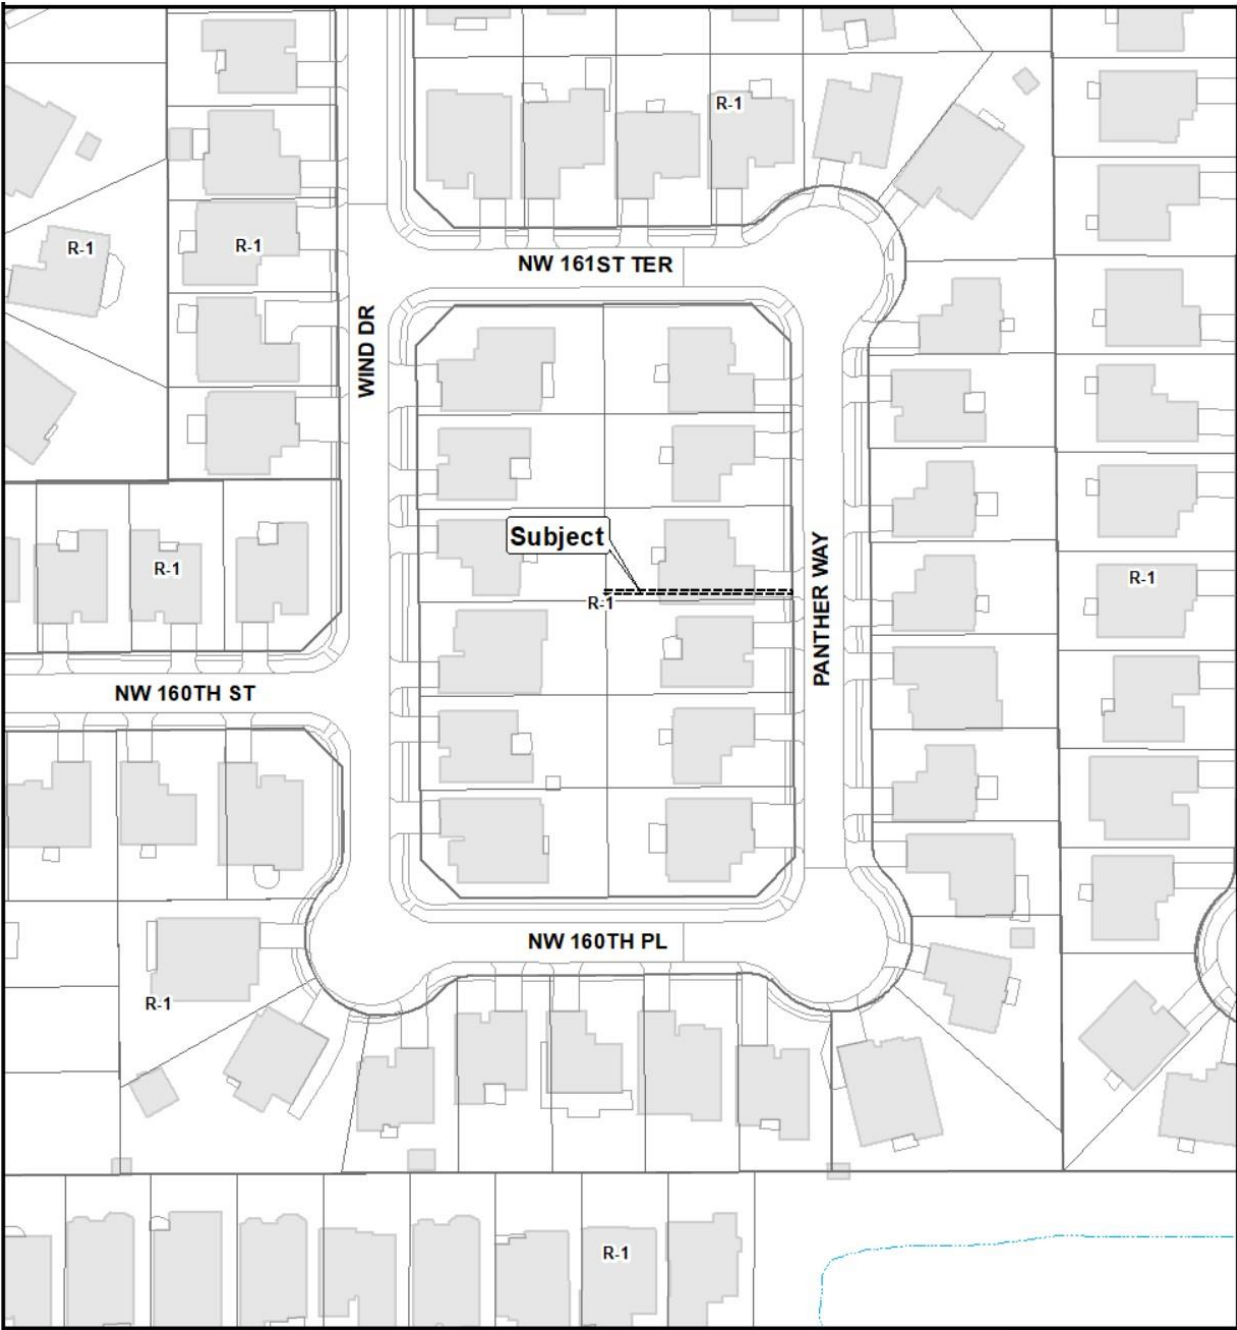 R-1
R-1
R-1
NW 161ST TER
WIND DR
Subject
R-1
R-1
R-1
PANTHER WAY
NW 160TH ST
NW 160TH PL
R-1
R-1